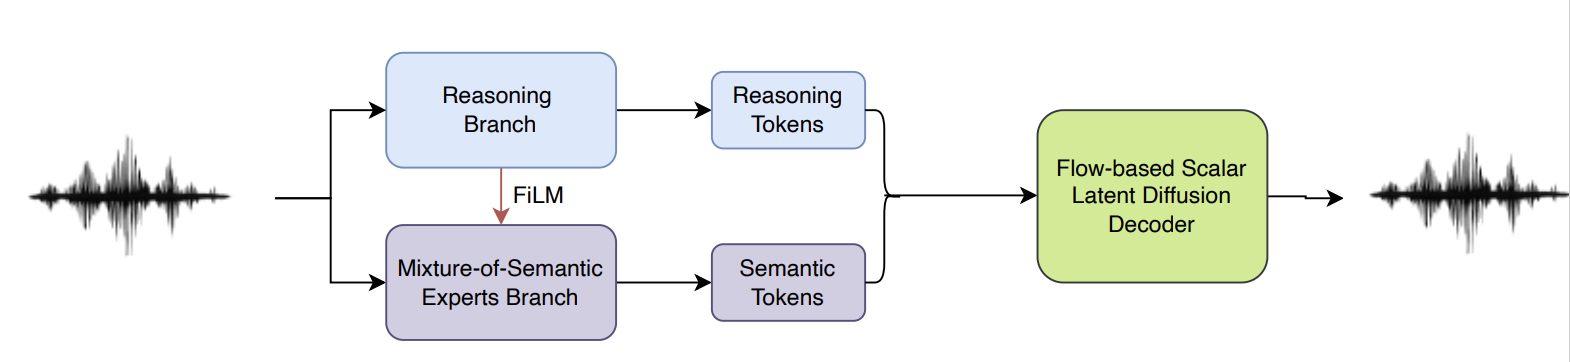 Reasoning
Branch
Reasoning
Tokens
FiLM
Mixture-of-Semantic
Experts Branch
Semantic
Tokens
Flow-based Scalar
Latent Diffusion
Decoder